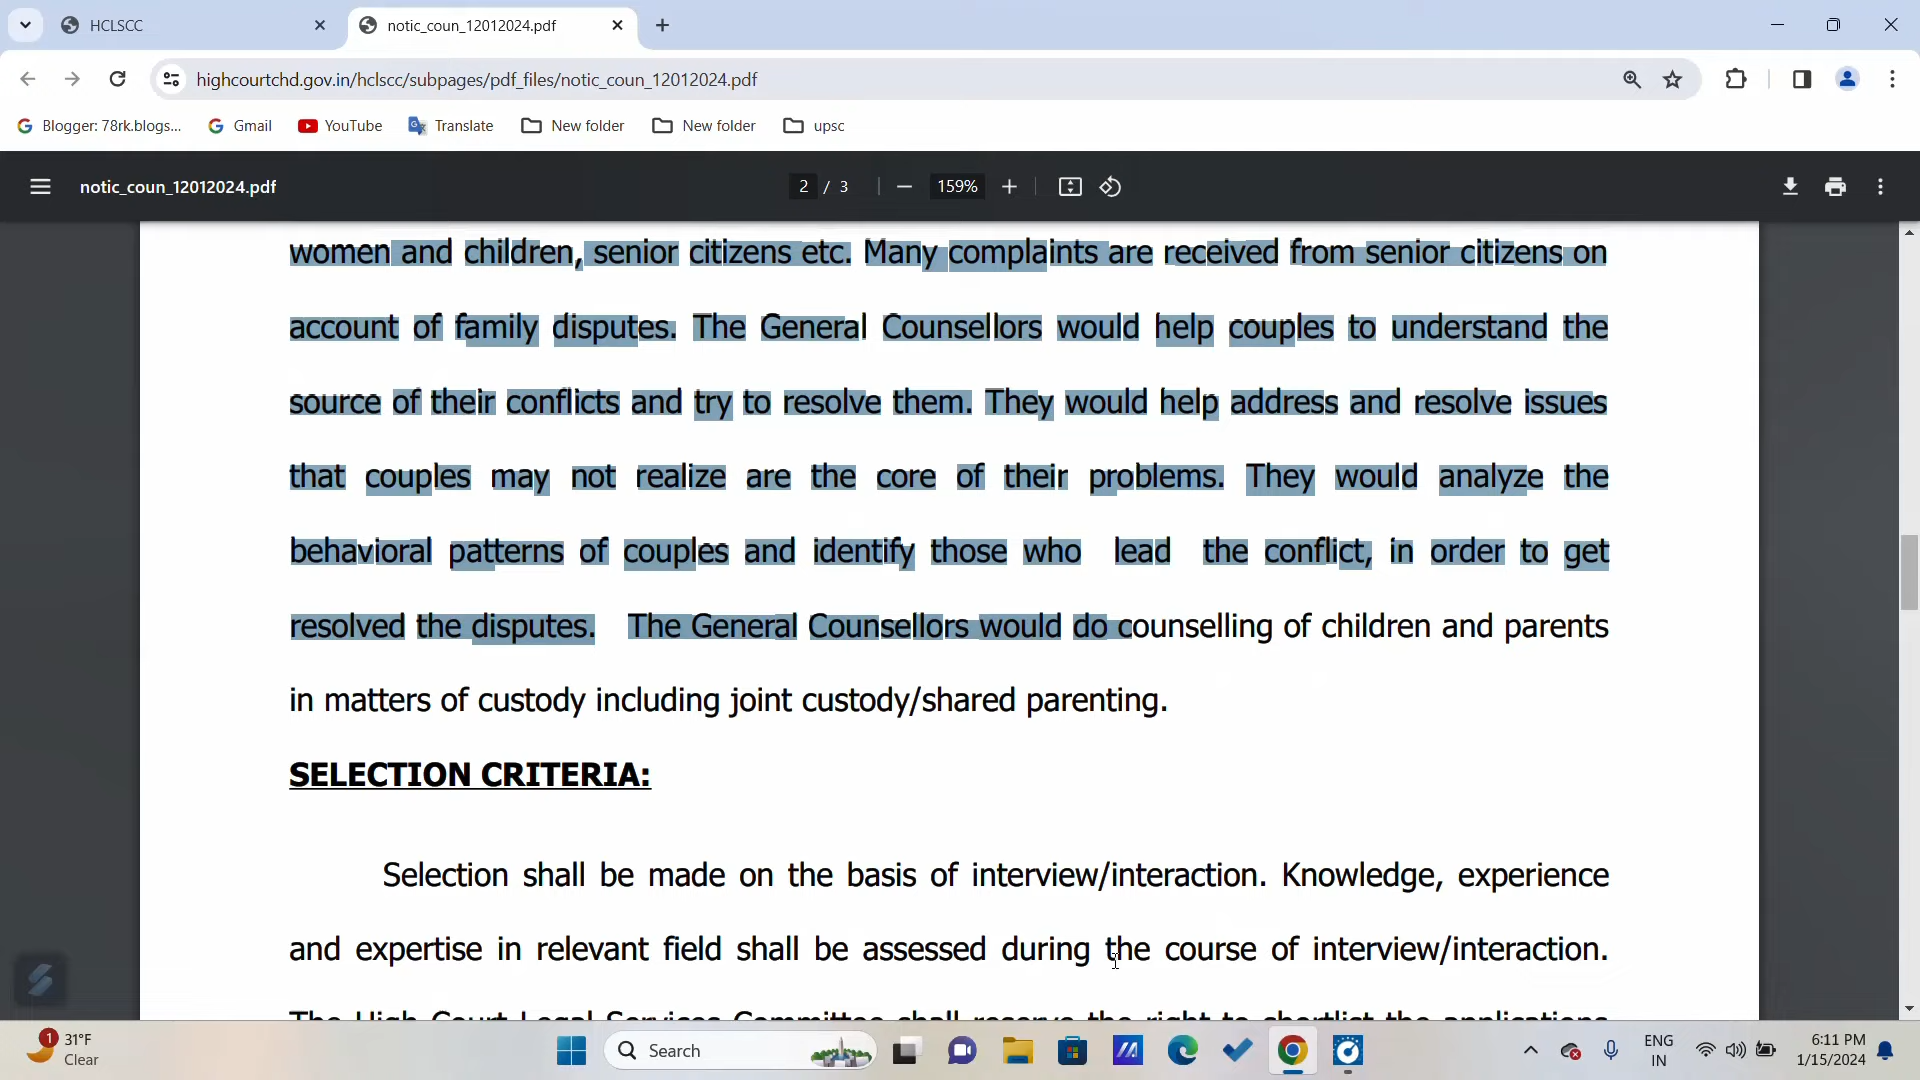 HCLSCC
notic_coun_12012024.pdf
highcourtchd.gov.in/hclscc/subpages/pdf_files/notic_coun_12012024.pdf
Blogger: 78rk.blogs... Gmail YouTube Translate New folder New folder upsc
notic_coun_12012024.pdf 2 / 3 159%
women and children, senior citizens etc. Many complaints are received from senior citizens on
account of family disputes. The General Counsellors would help couples to understand the
source of their conflicts and try to resolve them. They would help address and resolve issues
that couples may not realize are the core of their problems. They would analyze the
behavioral patterns of couples and identify those who lead the conflict, in order to get
resolved the disputes. The General Counsellors would do counselling of children and parents
in matters of custody including joint custody/shared parenting.
SELECTION CRITERIA:
Selection shall be made on the basis of interview/interaction. Knowledge, experience
and expertise in relevant field shall be assessed during the course of interview/interaction.
The High Court Legal Services Committee shall reserve the right to shortlist the applications
1 31°F
Clear
Search
ENG
IN
6:11 PM
1/15/2024